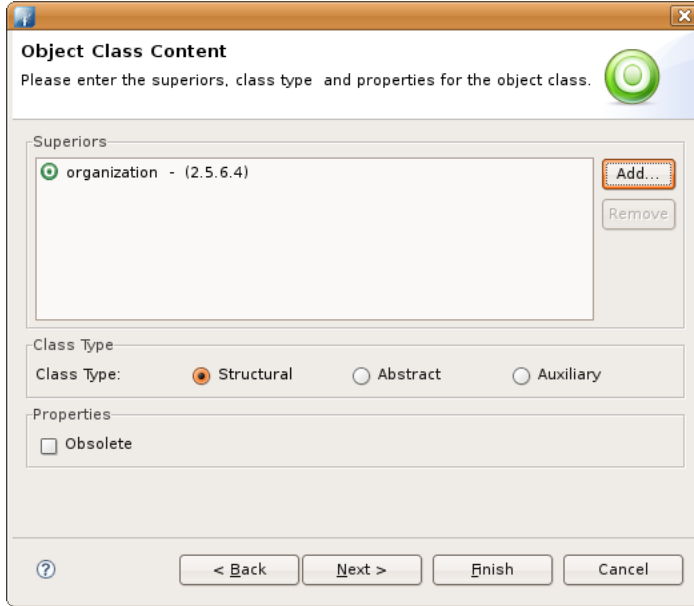 Object Class Content
Please enter the superiors, class type  and properties for the object class.
Superiors
organization  -  (2.5.6.4)
Add...
Remove
Class Type
Class Type:
Structural
Abstract
Auxiliary
Properties
Obsolete
?
< Back
Next >
Finish
Cancel